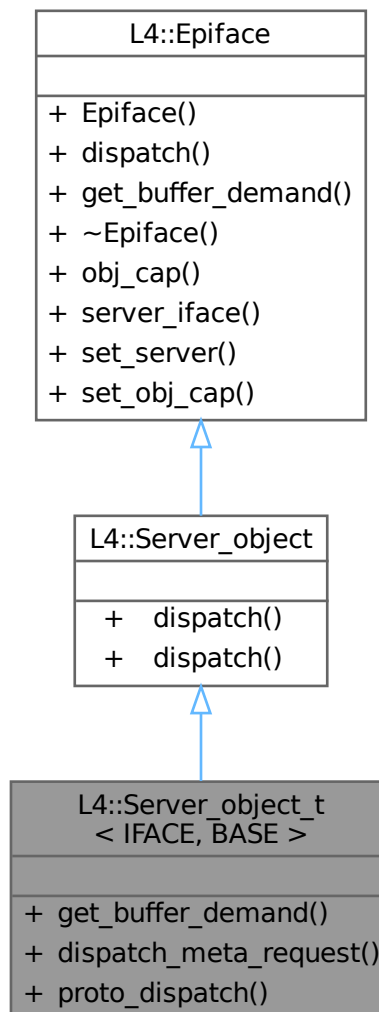 L4::Epiface
+ Epiface()
+ dispatch()
+ get_buffer_demand()
+ ~Epiface()
+ obj_cap()
+ server_iface()
+ set_server()
+ set_obj_cap()
L4::Server_object
+ dispatch()
+ dispatch()
L4::Server_object_t
< IFACE, BASE >
+ get_buffer_demand()
+ dispatch_meta_request()
+ proto_dispatch()